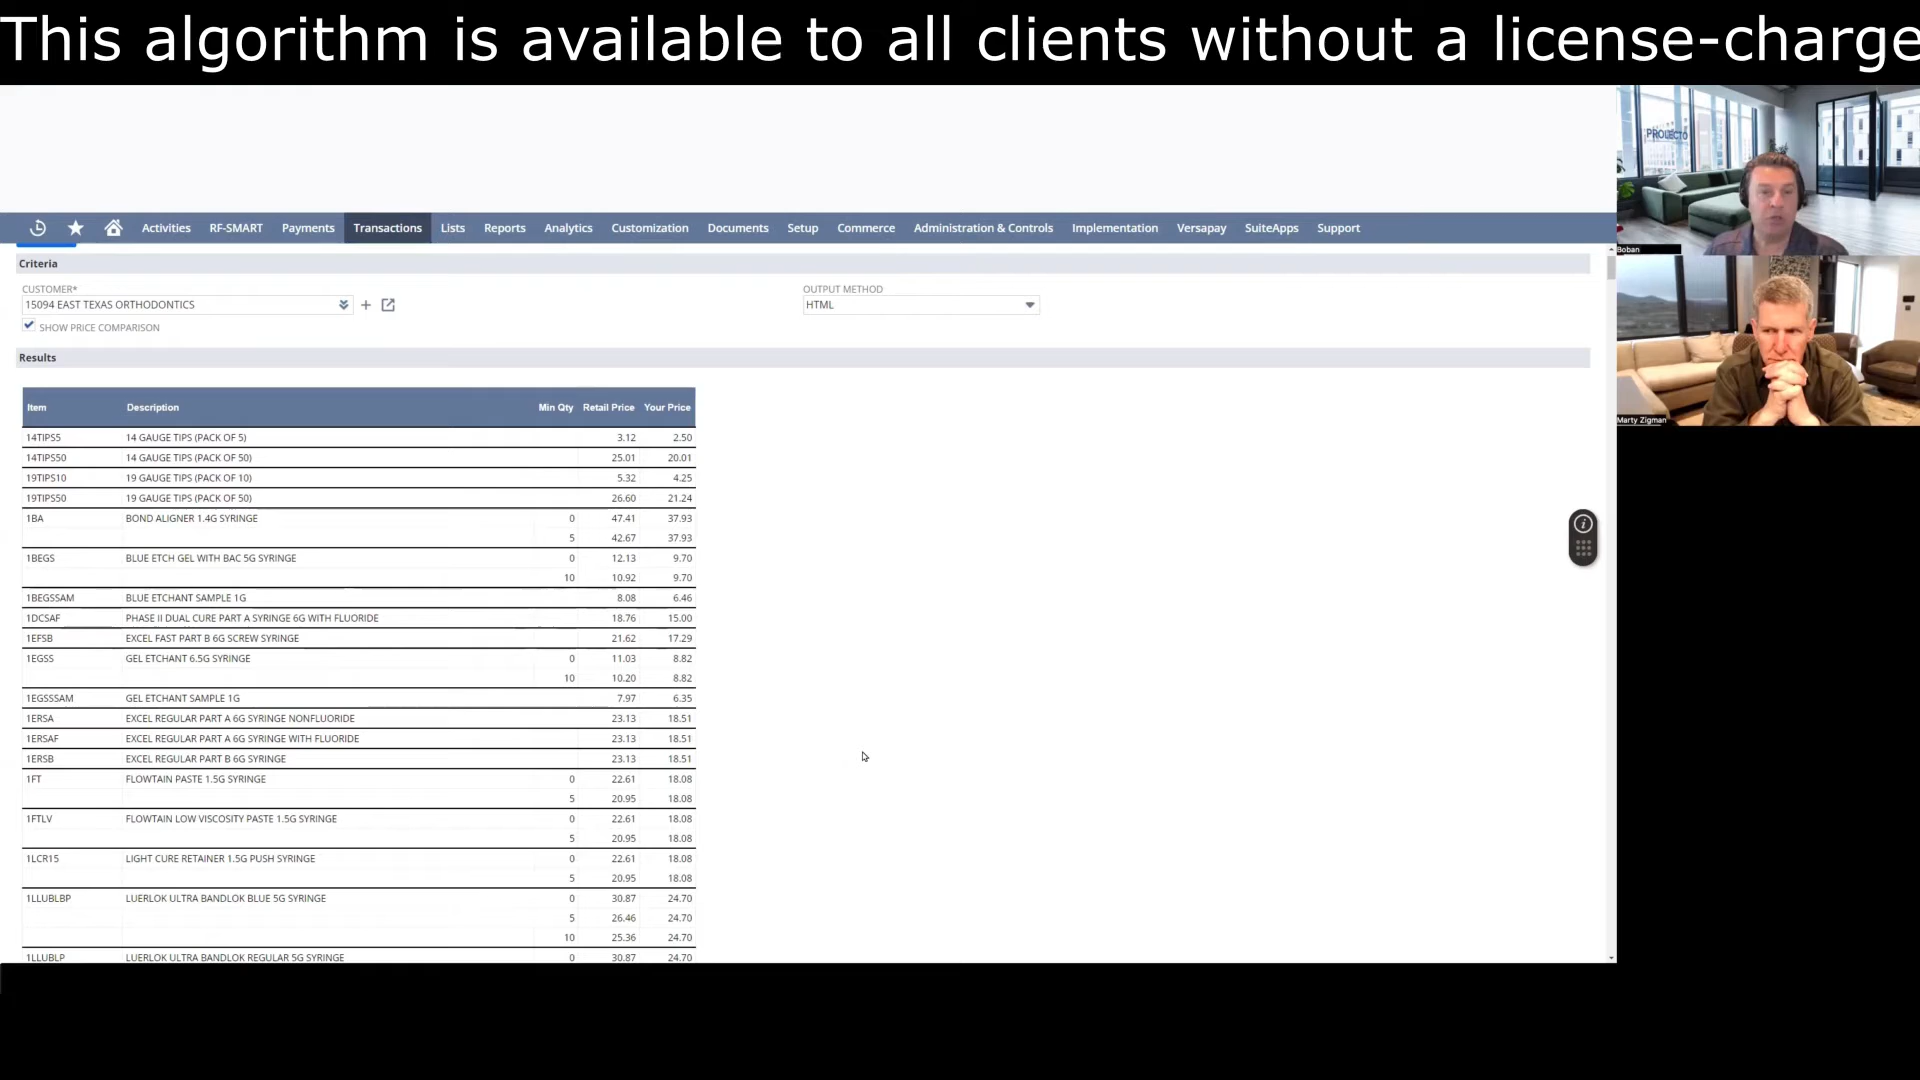 This algorithm is available to all clients without a license-charge
PROLECTO
Boban
Marty Zigman
Activities RF-SMART Payments Transactions Lists Reports Analytics Customization Documents Setup Commerce Administration & Controls Implementation Versapay SuiteApps Support
Criteria
CUSTOMER* OUTPUT METHOD
15094 EAST TEXAS ORTHODONTICS HTML
SHOW PRICE COMPARISON
Results
Item Description Min Qty Retail Price Your Price
14TIPS5 14 GAUGE TIPS (PACK OF 5) 3.12 2.50
14TIPS50 14 GAUGE TIPS (PACK OF 50) 25.01 20.01
19TIPS10 19 GAUGE TIPS (PACK OF 10) 5.32 4.25
19TIPS50 19 GAUGE TIPS (PACK OF 50) 26.60 21.24
1BA BOND ALIGNER 1.4G SYRINGE 0 47.41 37.93
5 42.67 37.93
1BEGS BLUE ETCH GEL WITH BAC 5G SYRINGE 0 12.13 9.70
10 10.92 9.70
1BEGSSAM BLUE ETCHANT SAMPLE 1G 8.08 6.46
1DCSAF PHASE II DUAL CURE PART A SYRINGE 6G WITH FLUORIDE 18.76 15.00
1EFSB EXCEL FAST PART B 6G SCREW SYRINGE 21.62 17.29
1EGSS GEL ETCHANT 6.5G SYRINGE 0 11.03 8.82
10 10.20 8.82
1EGSSSAM GEL ETCHANT SAMPLE 1G 7.97 6.35
1ERSA EXCEL REGULAR PART A 6G SYRINGE NONFLUORIDE 23.13 18.51
1ERSAF EXCEL REGULAR PART A 6G SYRINGE WITH FLUORIDE 23.13 18.51
1ERSB EXCEL REGULAR PART B 6G SYRINGE 23.13 18.51
1FT FLOWTAIN PASTE 1.5G SYRINGE 0 22.61 18.08
5 20.95 18.08
1FTLV FLOWTAIN LOW VISCOSITY PASTE 1.5G SYRINGE 0 22.61 18.08
5 20.95 18.08
1LCR15 LIGHT CURE RETAINER 1.5G PUSH SYRINGE 0 22.61 18.08
5 20.95 18.08
1LLUBLBP LUERLOK ULTRA BANDLOK BLUE 5G SYRINGE 0 30.87 24.70
5 26.46 24.70
10 25.36 24.70
1LLUBLP LUERLOK ULTRA BANDLOK REGULAR 5G SYRINGE 0 30.87 24.70